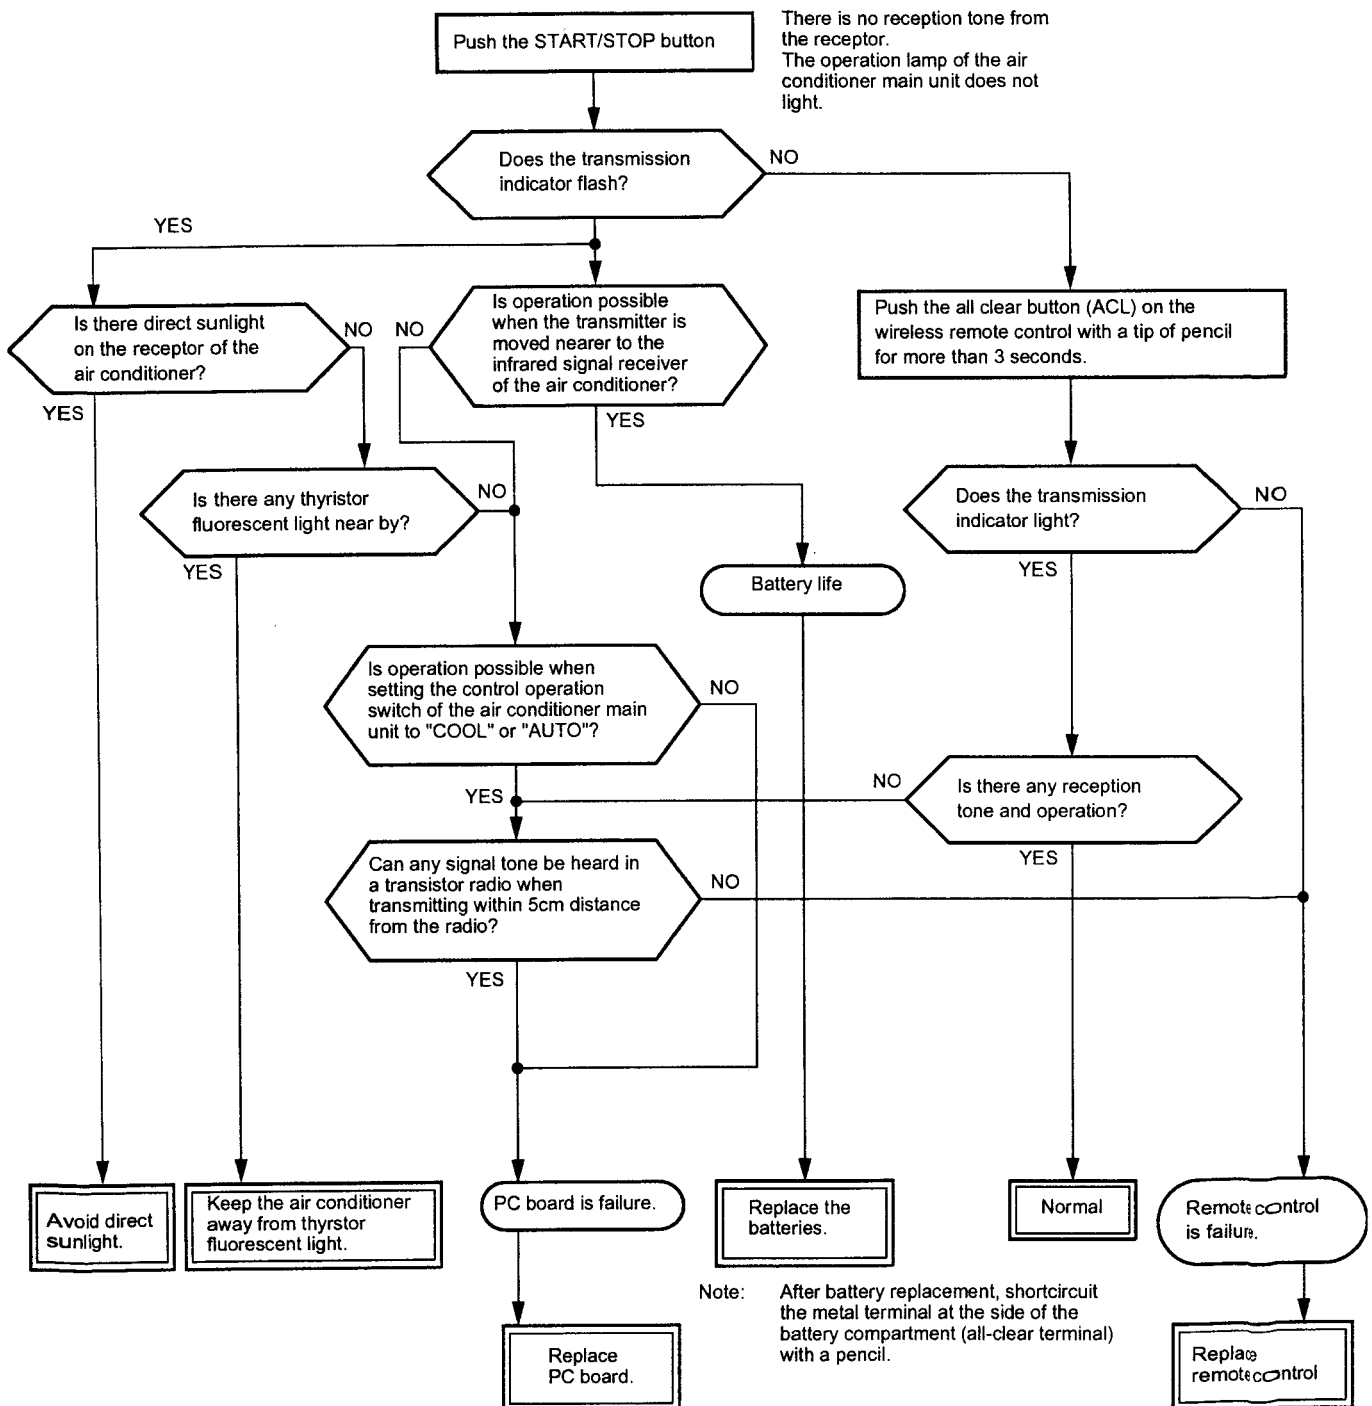 Push the START/STOP button
There is no reception tone from
the receptor.
The operation lamp of the air
conditioner main unit does not
light.
Does the transmission
indicator flash?
NO
YES
Is there direct sunlight
on the receptor of the
air conditioner?
NO
NO
Is operation possible
when the transmitter is
moved nearer to the
infrared signal receiver
of the air conditioner?
Push the all clear button (ACL) on the
wireless remote control with a tip of pencil
for more than 3 seconds.
YES
YES
Is there any thyristor
fluorescent light near by?
NO
Does the transmission
indicator light?
NO
YES
YES
Battery life
Is operation possible when
setting the control operation
switch of the air conditioner main
unit to "COOL" or "AUTO"?
NO
YES
NO
Is there any reception
tone and operation?
YES
Can any signal tone be heard in
a transistor radio when
transmitting within 5cm distance
from the radio?
NO
YES
Avoid direct
sunlight.
Keep the air conditioner
away from thyrstor
fluorescent light.
PC board is failure.
Replace the
batteries.
Normal
Remote control
is failure.
Note: After battery replacement, shortcircuit
the metal terminal at the side of the
battery compartment (all-clear terminal)
with a pencil.
Replace
PC board.
Replace
remote control